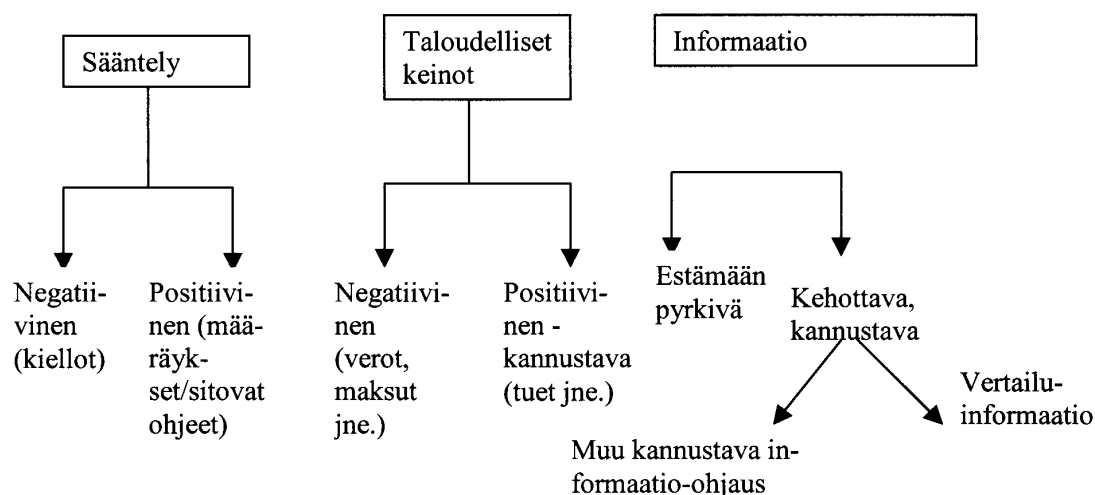 Sääntely
Taloudelliset
keinot
Informaatio
Negatii-
vinen
(kiellot)
Positiivi-
nen (mää-
räyk-
set/sitovat
ohjeet)
Negatiivi-
nen
(verot,
maksut
jne.)
Positiivi-
nen -
kannustava
(tuet jne.)
Estämään
pyrkivä
Kehottava,
kannustava
Muu kannustava in-
formaatio-ohjaus
Vertailu-
informaatio